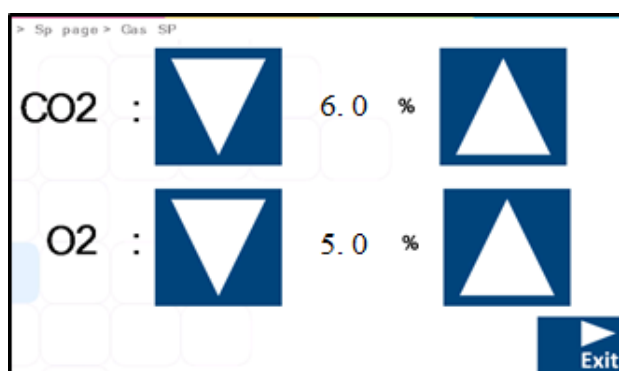 > Sp page> Gas SP
CO2 : 6.0 %
O2 : 5.0 %
Exit